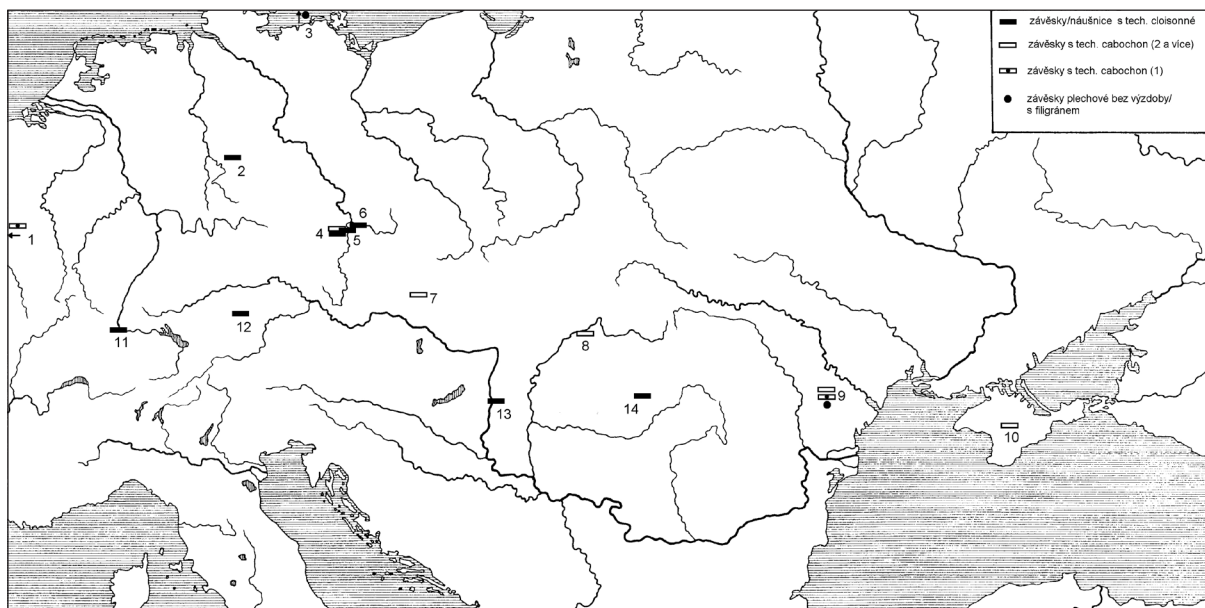 závěsky/náušnice s tech. cloisonné
závěsky s tech. cabochon (2 a více)
závěsky s tech. cabochon (1)
závěsky plechové bez výzdoby/
s filigránem
3
2
1
6
4
5
7
12
11
8
13
14
9
10